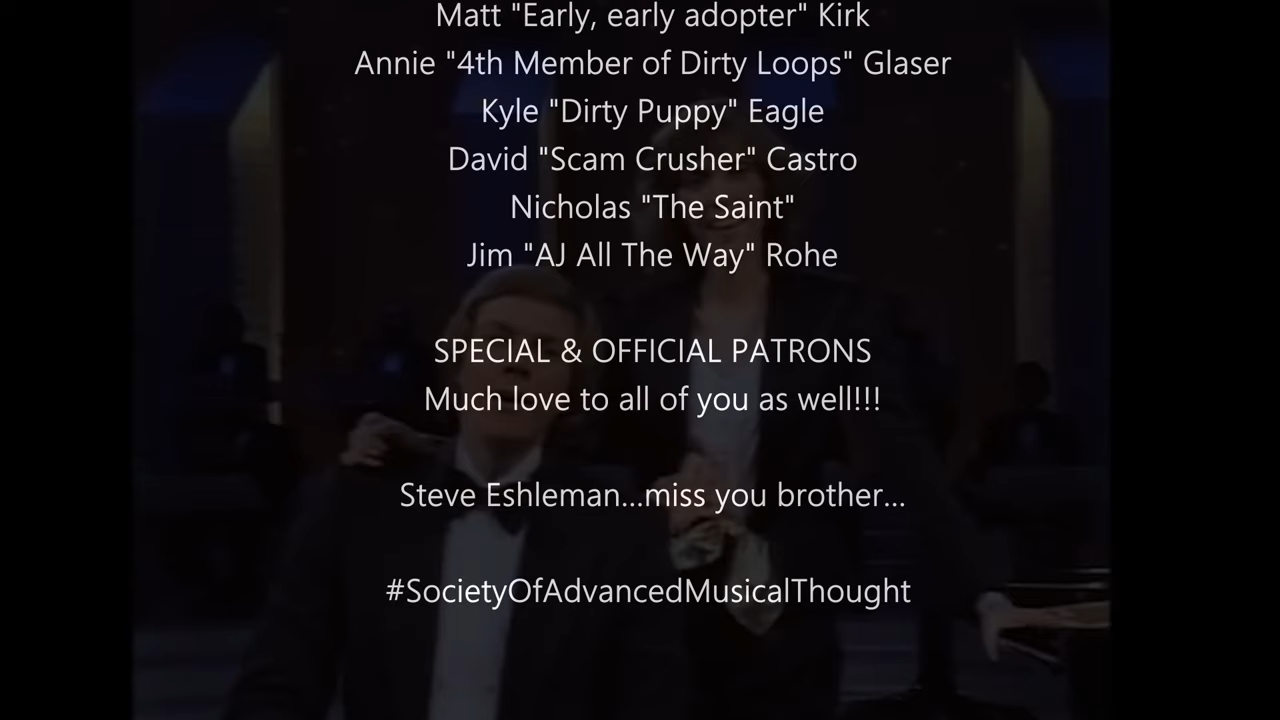 Matt "Early, early adopter" Kirk
Annie "4th Member of Dirty Loops" Glaser
Kyle "Dirty Puppy" Eagle
David "Scam Crusher" Castro
Nicholas "The Saint"
Jim "AJ All The Way" Rohe
SPECIAL & OFFICIAL PATRONS
Much love to all of you as well!!!
Steve Eshleman...miss you brother...
#SocietyOfAdvancedMusicalThought